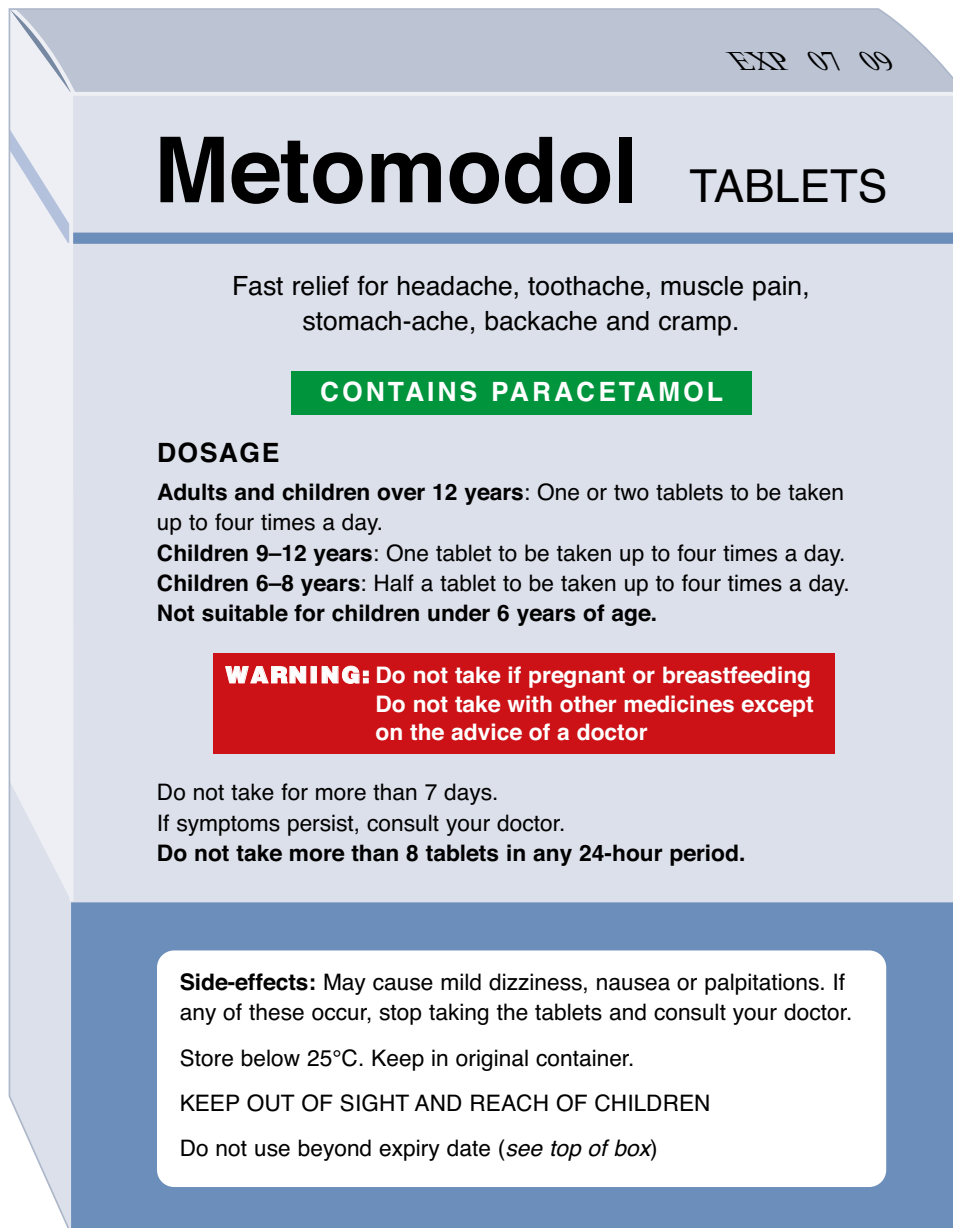 EXP 07 09
Metomodol TABLETS
Fast relief for headache, toothache, muscle pain,
stomach-ache, backache and cramp.
CONTAINS PARACETAMOL
DOSAGE
Adults and children over 12 years: One or two tablets to be taken
up to four times a day.
Children 9–12 years: One tablet to be taken up to four times a day.
Children 6–8 years: Half a tablet to be taken up to four times a day.
Not suitable for children under 6 years of age.
WARNING: Do not take if pregnant or breastfeeding
Do not take with other medicines except
on the advice of a doctor
Do not take for more than 7 days.
If symptoms persist, consult your doctor.
Do not take more than 8 tablets in any 24-hour period.
Side-effects: May cause mild dizziness, nausea or palpitations. If
any of these occur, stop taking the tablets and consult your doctor.
Store below 25°C. Keep in original container.
KEEP OUT OF SIGHT AND REACH OF CHILDREN
Do not use beyond expiry date (see top of box)